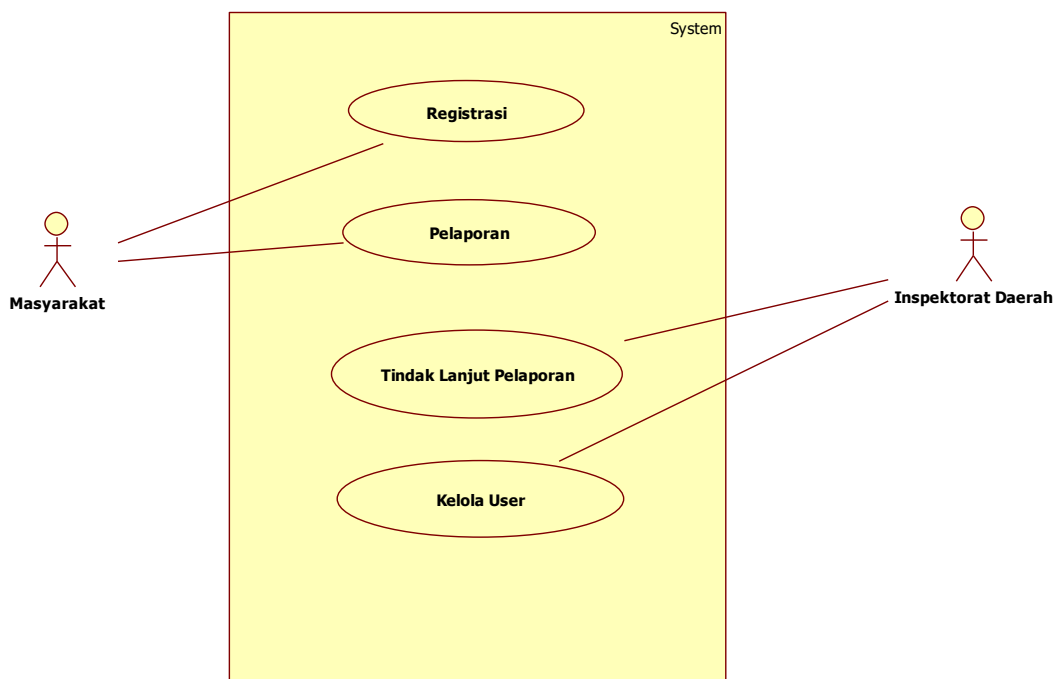 System
Registrasi
Pelaporan
Masyarakat
Inspektorat Daerah
Tindak Lanjut Pelaporan
Kelola User